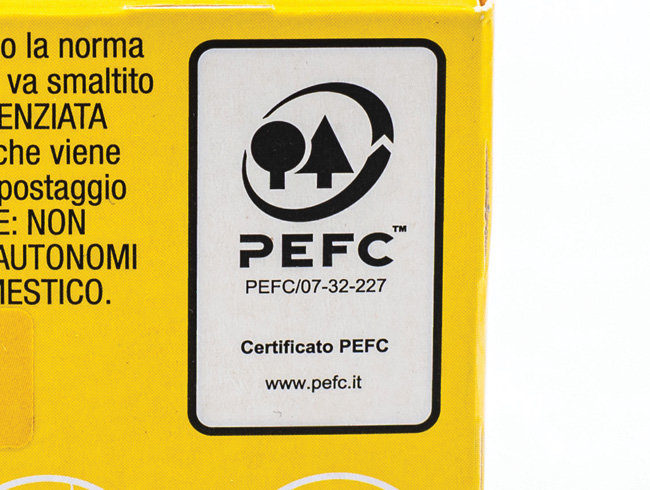 o la norma
va smaltito
ENZIATA
che viene
postaggio
E: NON
AUTONOMI
MESTICO.
PEFC™
PEFC/07-32-227
Certificato PEFC
www.pefc.it